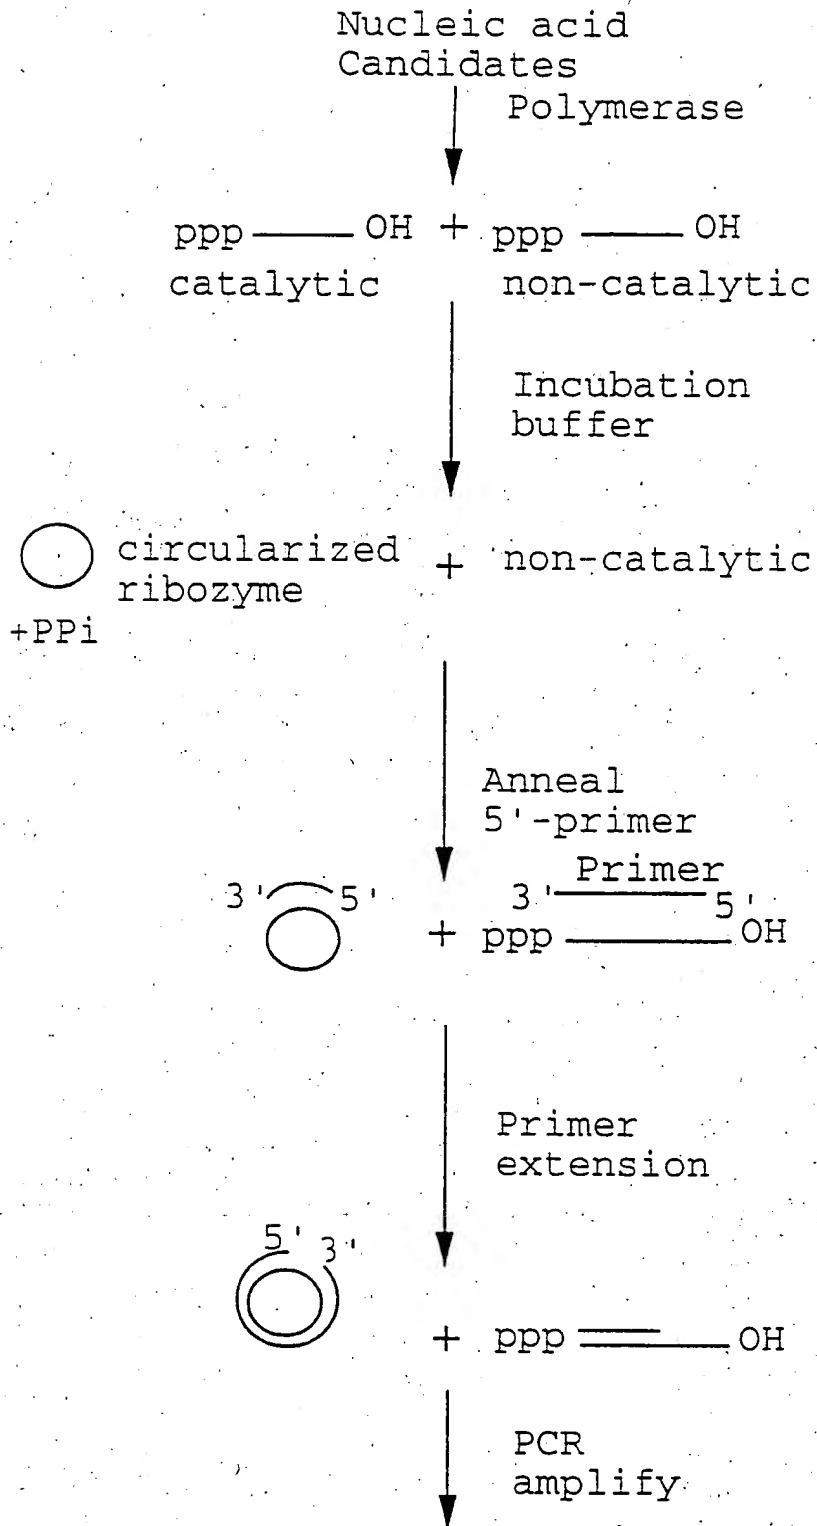 Nucleic acid
Candidates
Polymerase
ppp OH + ppp OH
catalytic non-catalytic
Incubation
buffer
circularized + non-catalytic
ribozyme
+PPi
Anneal
5'-primer
Primer
3' 5' 3' 5'
+ ppp OH
Primer
extension
5' 3'
+ ppp OH
PCR
amplify